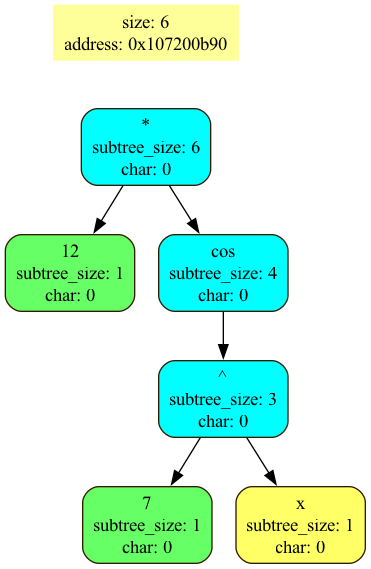 size: 6
address: 0x107200b90
*
subtree_size: 6
char: 0
12
subtree_size: 1
char: 0
cos
subtree_size: 4
char: 0
^
subtree_size: 3
char: 0
7
subtree_size: 1
char: 0
x
subtree_size: 1
char: 0